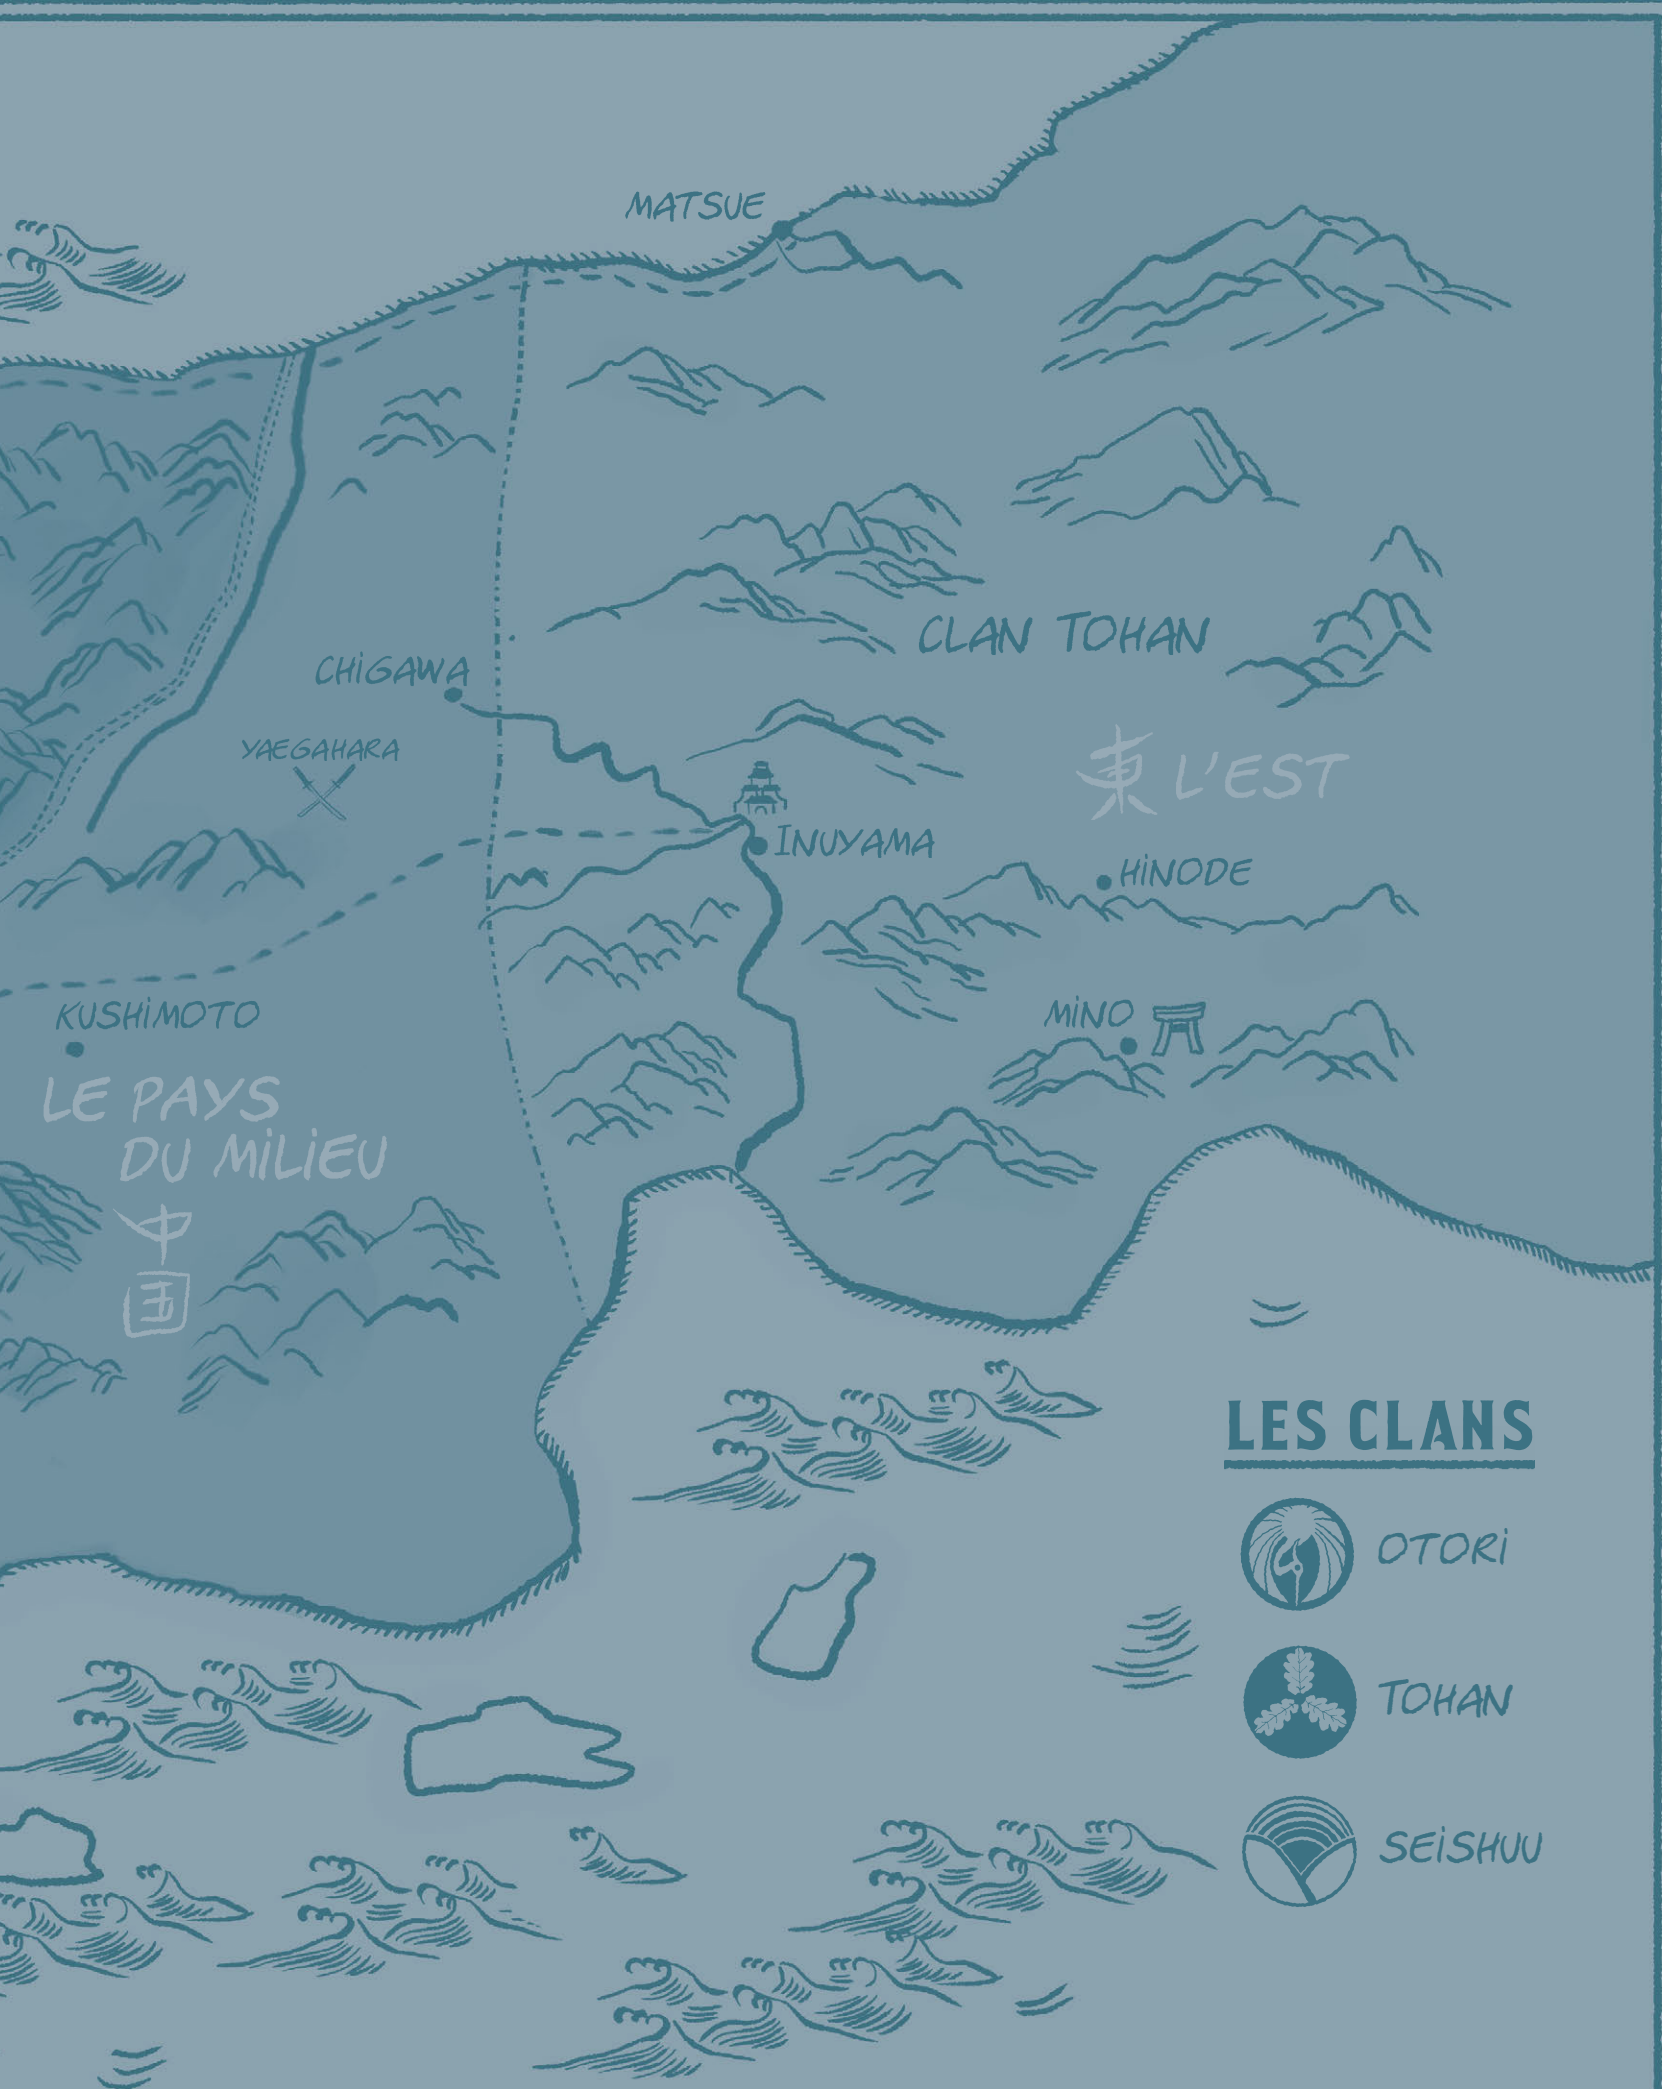 MATSUE
CLAN TOHAN
CHiGAWA
YAEGAHARA
東 L'EST
INUYAMA
HiNODE
MiNO
KUSHiMOTO
LE PAYS
DU MiLiEU
中
国
LES CLANS
OTORi
TOHAN
SEiSHUU